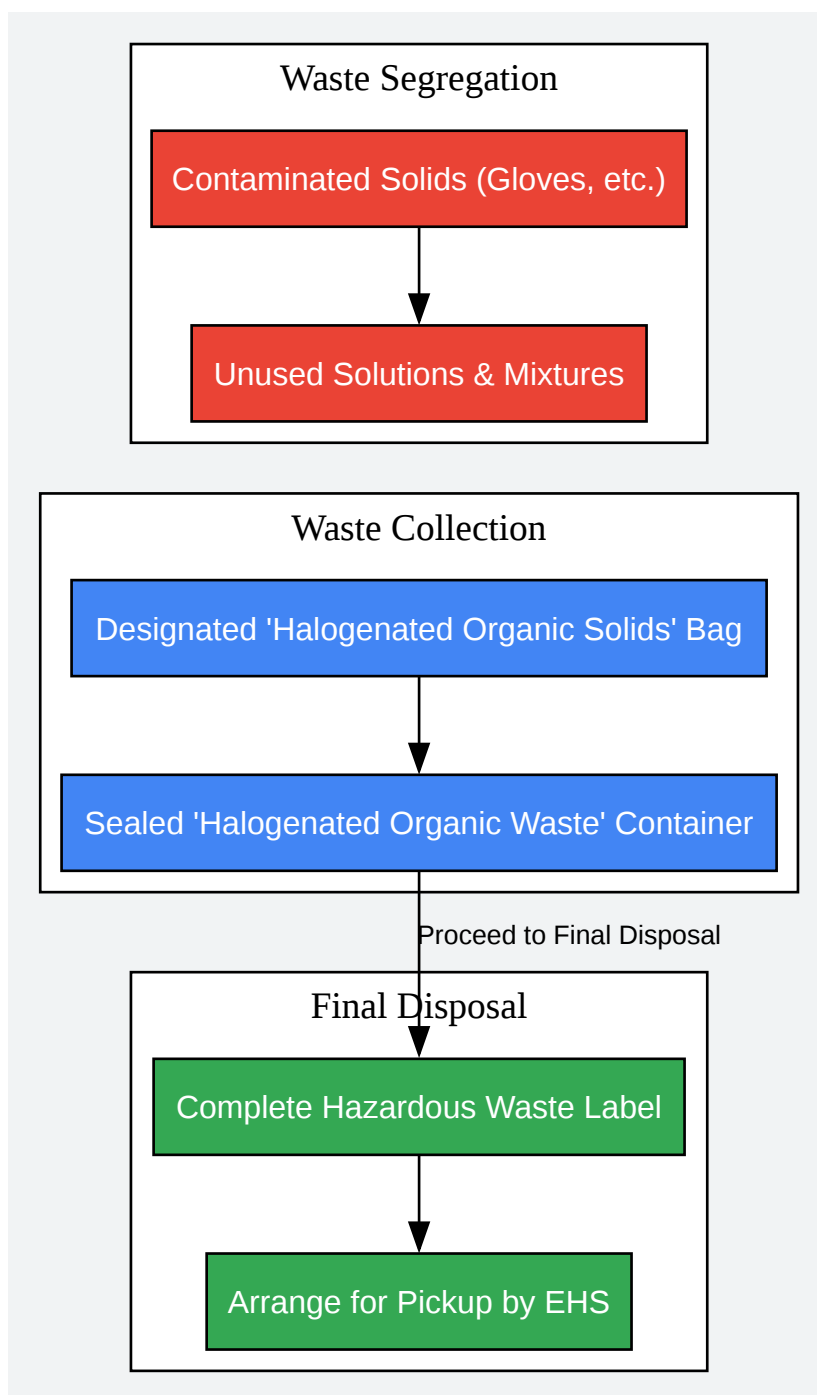 Waste Segregation
Contaminated Solids (Gloves, etc.)
Unused Solutions & Mixtures
Waste Collection
Designated 'Halogenated Organic Solids' Bag
Sealed 'Halogenated Organic Waste' Container
Proceed to Final Disposal
Final Disposal
Complete Hazardous Waste Label
Arrange for Pickup by EHS